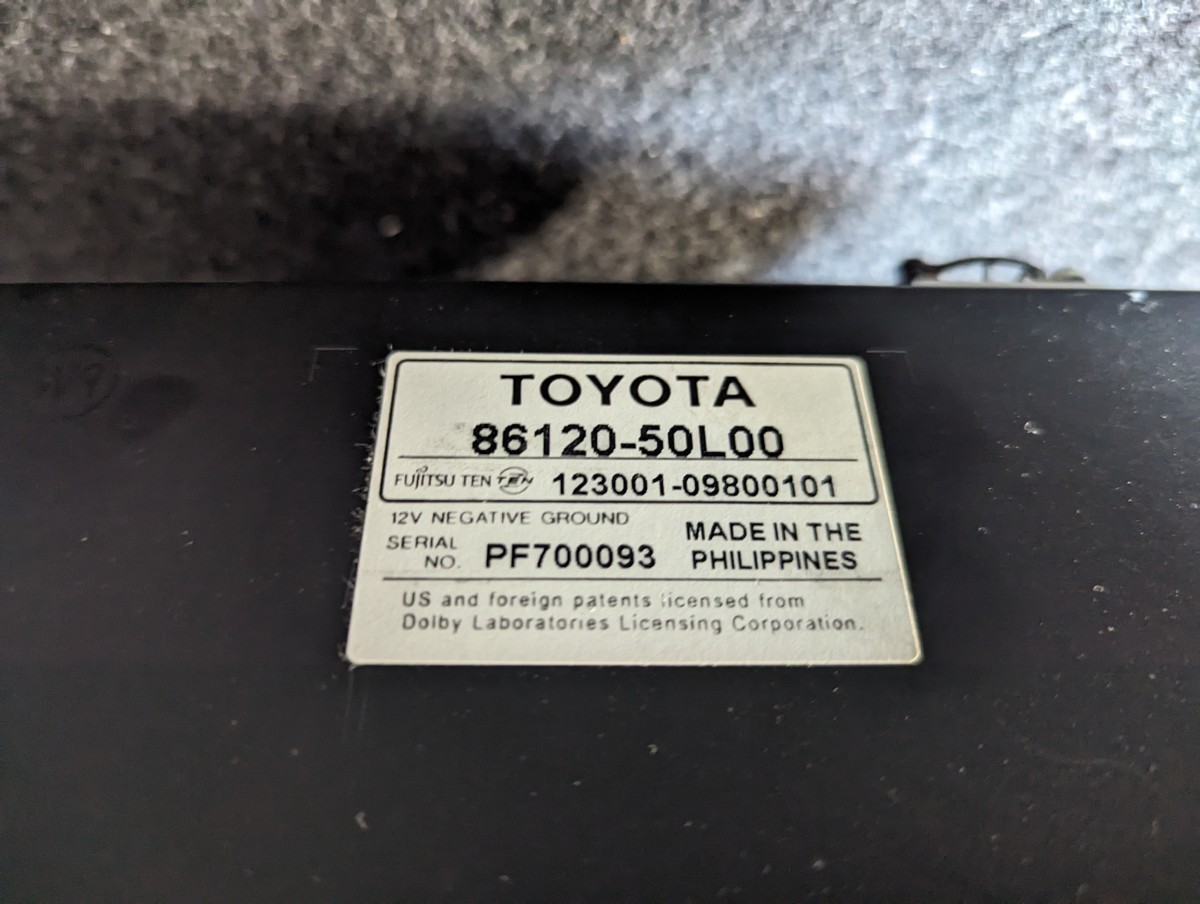 TOYOTA
86120-50L00
FUJITSU TEN TEN 123001-09800101
12V NEGATIVE GROUND
SERIAL NO. PF700093
MADE IN THE PHILIPPINES
US and foreign patents licensed from
Dolby Laboratories Licensing Corporation.